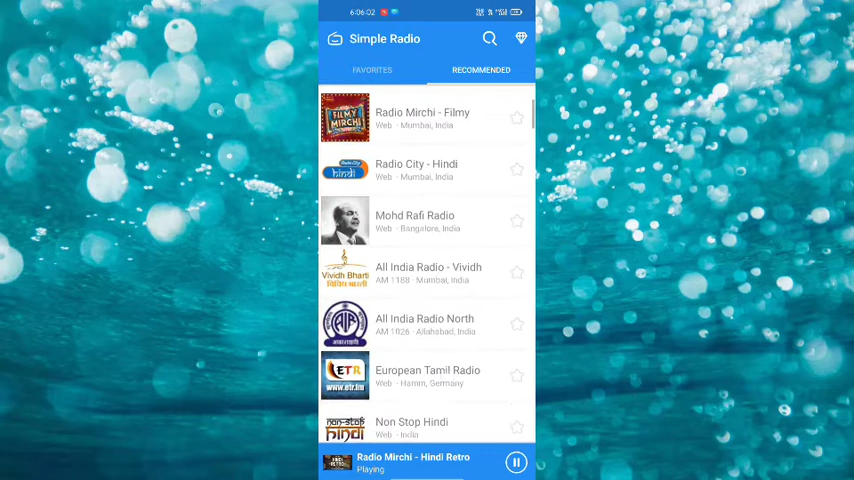 6:06:02
Simple Radio
FAVORITES
RECOMMENDED
FILMY
MIRCHI
Radio Mirchi - Filmy
Web - Mumbai, India
Radio City
hindi
Radio City - Hindi
Web - Mumbai, India
Mohd Rafi Radio
Web - Bangalore, India
Vividh Bharti
विविध भारती
All India Radio - Vividh
AM 1188 - Mumbai, India
AIR
All India Radio North
AM 1026 - Allahabad, India
ETR
www.etr.fm
European Tamil Radio
Web - Hamm, Germany
non-stop
hindi
Non Stop Hindi
Web - India
Radio Mirchi - Hindi Retro
Playing